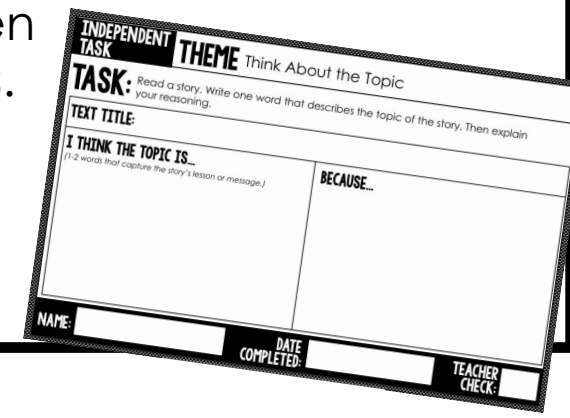 en
s.
INDEPENDENT
TASK
THEME Think About the Topic
TASK: Read a story. Write one word that describes the topic of the story. Then explain
your reasoning.
TEXT TITLE:
I THINK THE TOPIC IS...
(1-2 words that capture the story's lesson or message.)
BECAUSE...
NAME:
DATE
COMPLETED:
TEACHER
CHECK: